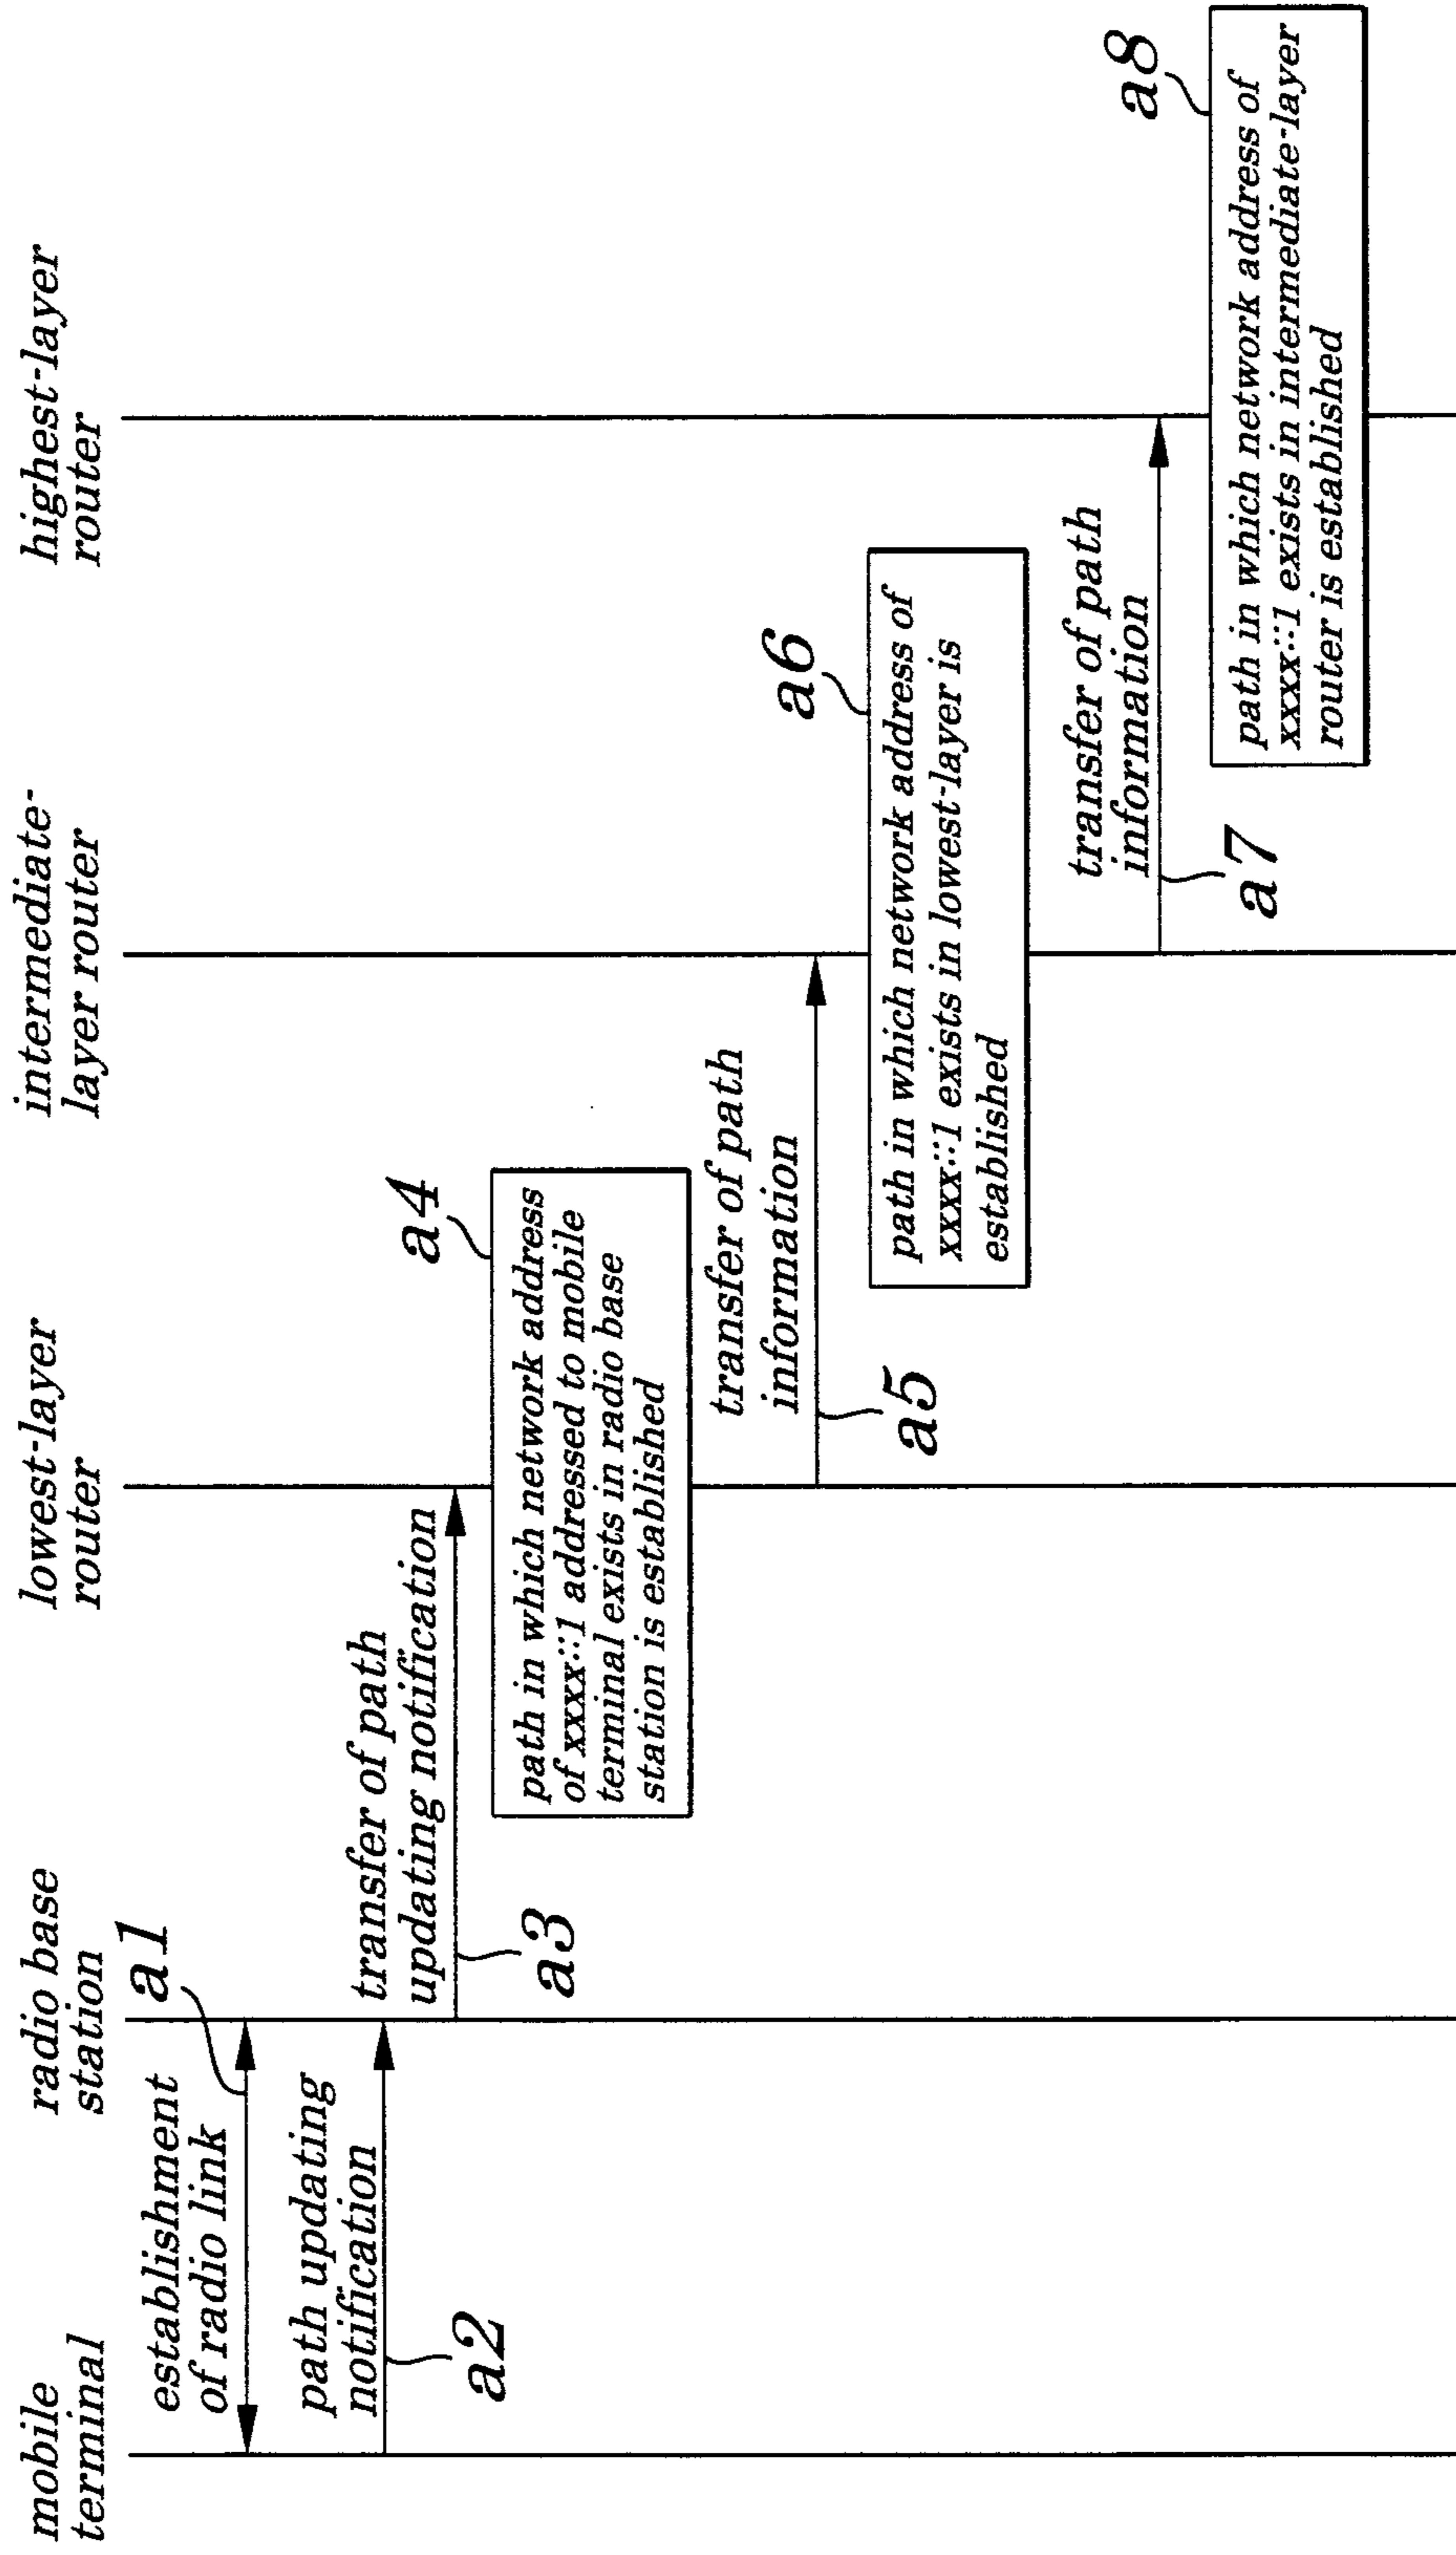 mobile
terminal
radio base
station
lowest-layer
router
intermediate-
layer router
highest-layer
router
establishment
of radio link
a1
path updating
notification
a2
transfer of path
updating notification
a3
a4
path in which network address
of xxxx::1 addressed to mobile
terminal exists in radio base
station is established
transfer of path
information
a5
a6
path in which network address of
xxxx::1 exists in lowest-layer is
established
transfer of path
information
a7
a8
path in which network address of
xxxx::1 exists in intermediate-layer
router is established